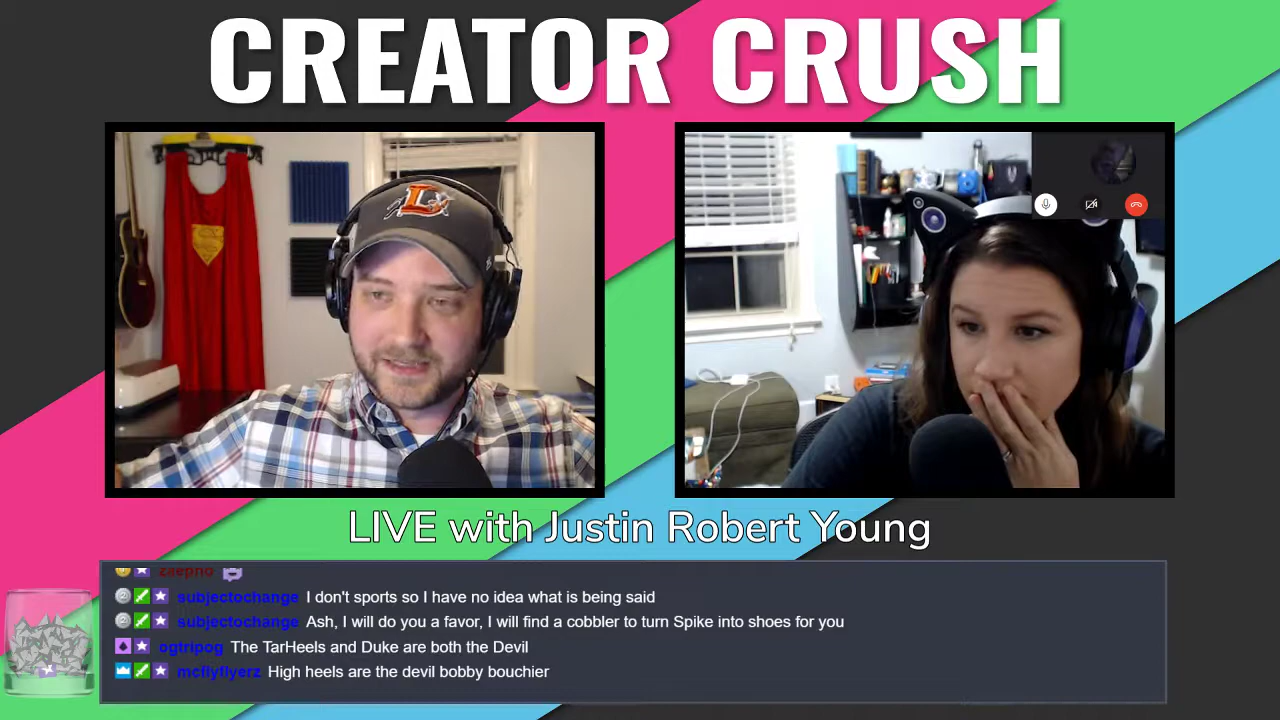 CREATOR CRUSH
L
LIVE with Justin Robert Young
zaepho
subjectochange I don't sports so I have no idea what is being said
subjectochange Ash, I will do you a favor, I will find a cobbler to turn Spike into shoes for you
ogtripog The TarHeels and Duke are both the Devil
mcflyflyerz High heels are the devil bobby bouchier